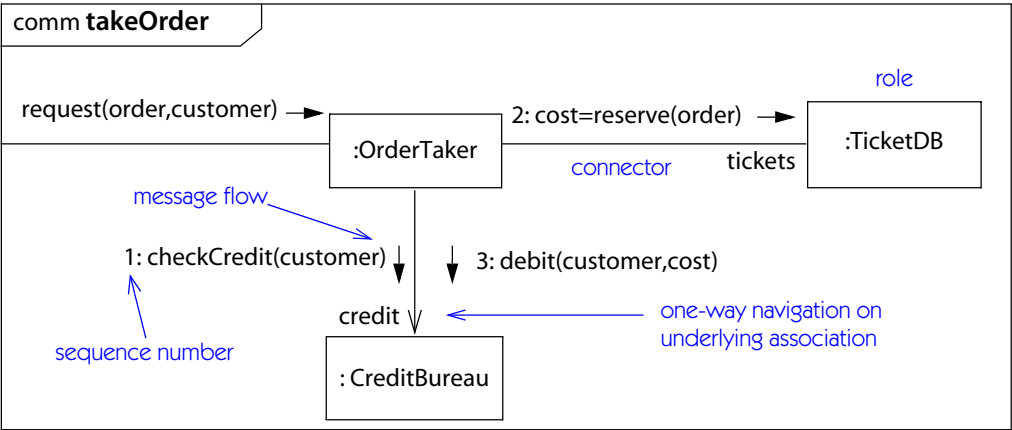 comm takeOrder
role
request(order,customer)
2: cost=reserve(order)
:OrderTaker
:TicketDB
connector
tickets
message flow
1: checkCredit(customer)
3: debit(customer,cost)
credit
one-way navigation on
underlying association
sequence number
: CreditBureau